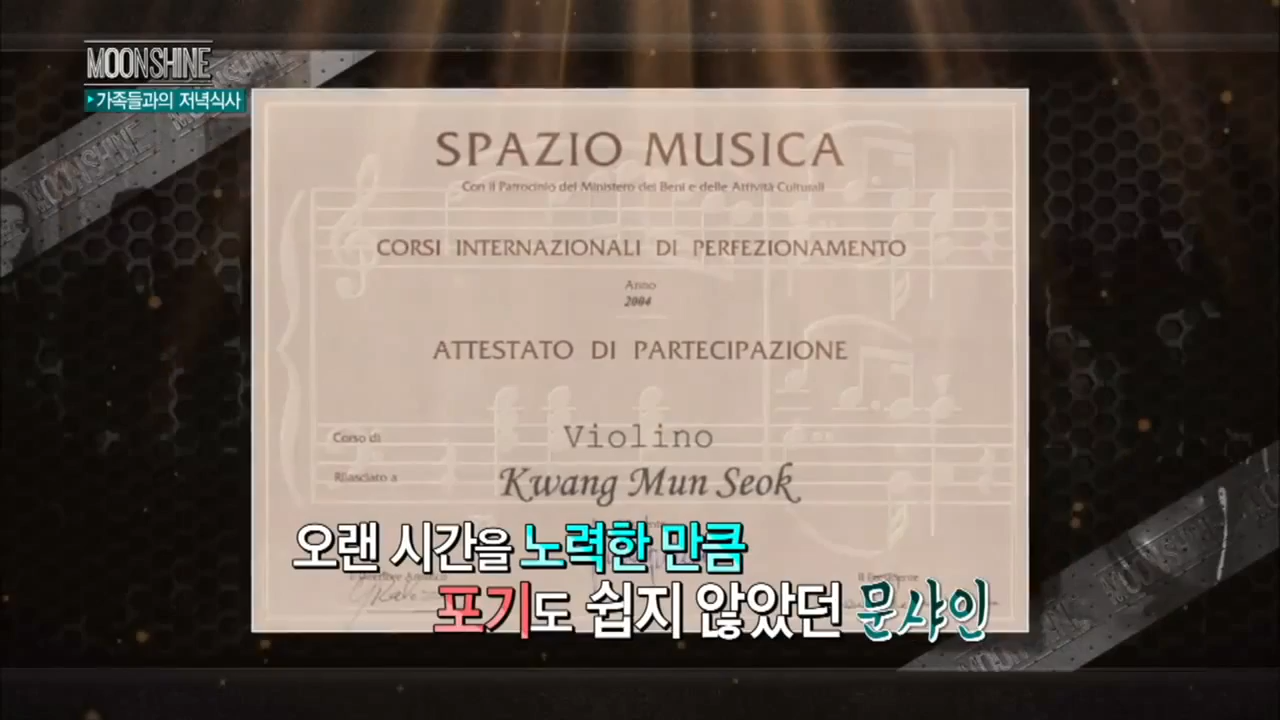 MOONSHINE
가족들과의 저녁식사
SPAZIO MUSICA
Con il Patrocinio del Ministero dei Beni e delle Attività Culturali
CORSI INTERNAZIONALI DI PERFEZIONAMENTO
Anno
2004
ATTESTATO DI PARTECIPAZIONE
Corso di Violino
Rilasciato a Kwang Mun Seok
오랜 시간을 노력한 만큼
포기도 쉽지 않았던 문샤인
MOONSHINE
MOONSHINE